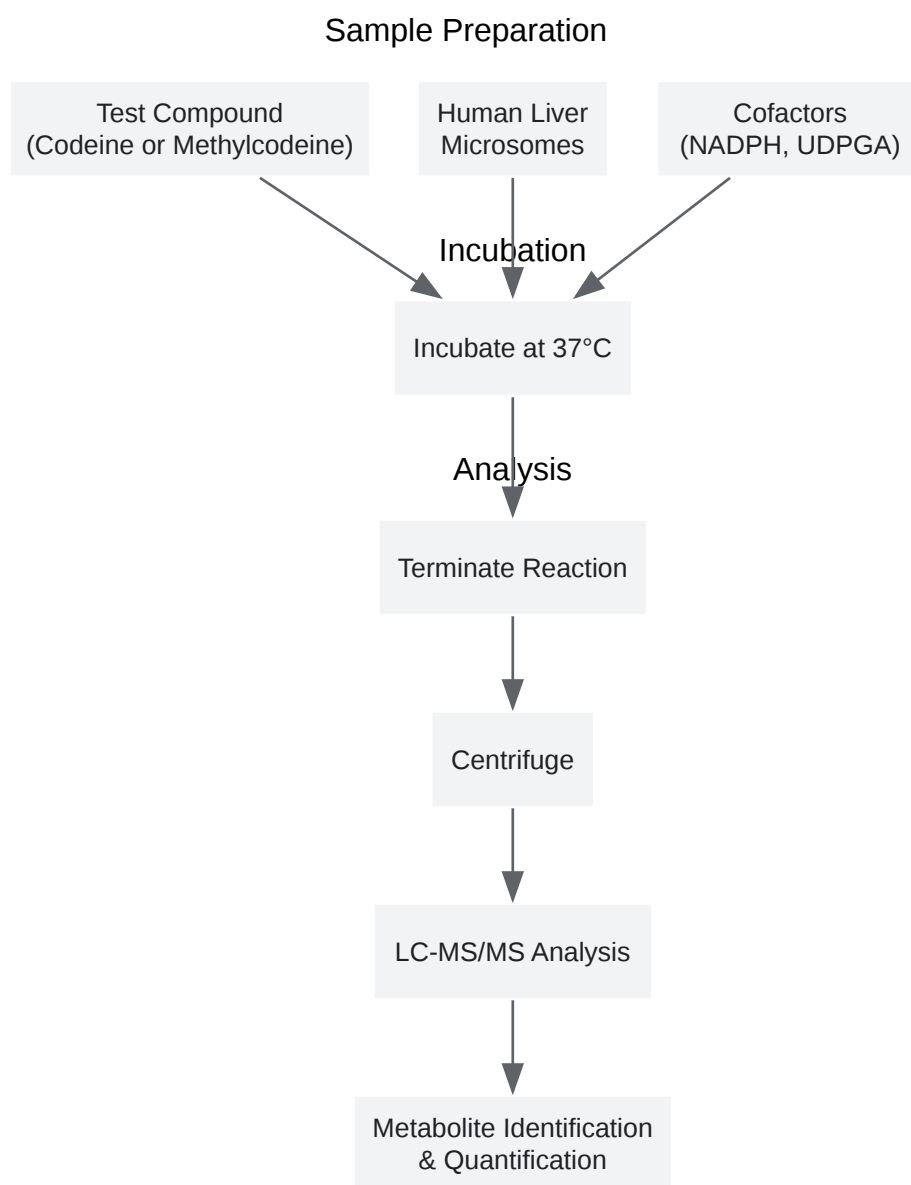 Sample Preparation
Test Compound
(Codeine or Methylcodeine)
Human Liver
Microsomes
Cofactors
(NADPH, UDPGA)
Incubation
Incubate at 37°C
Analysis
Terminate Reaction
Centrifuge
LC-MS/MS Analysis
Metabolite Identification
& Quantification